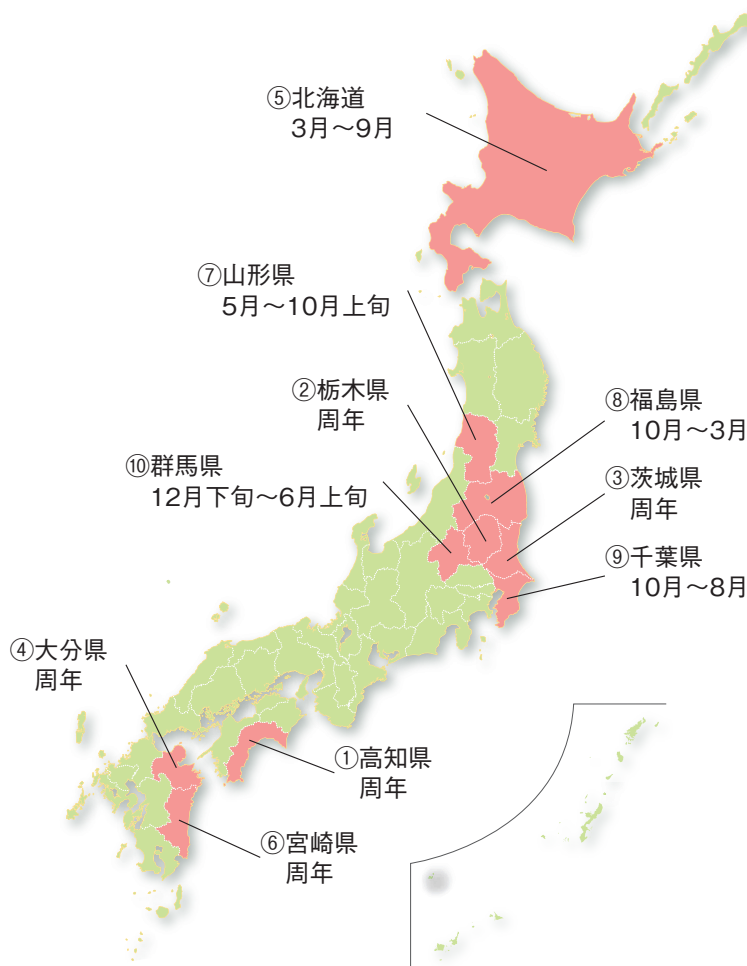 ⑤北海道
3月～9月
⑦山形県
5月～10月上旬
②栃木県
周年
⑧福島県
10月～3月
⑩群馬県
12月下旬～6月上旬
③茨城県
周年
⑨千葉県
10月～8月
④大分県
周年
①高知県
周年
⑥宮崎県
周年